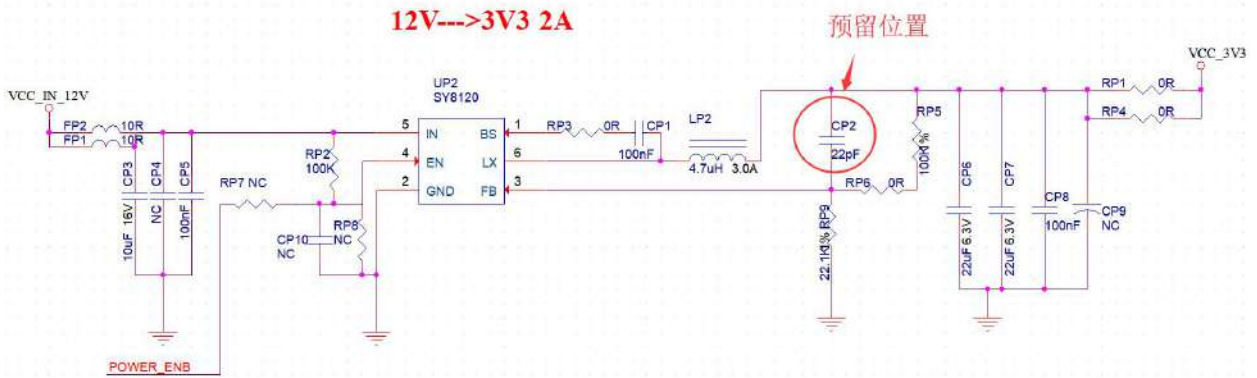 12V--->3V3 2A
预留位置
VCC_3V3
VCC_IN_12V
UP2
SY8120
RP1 0R
RP4 0R
FP2 10R
FP1 10R
5 IN
BS 1
RP3 0R
CP1
100nF
LP2
4.7uH 3.0A
CP2
22pF
RP5
100K1%
RP2
100K
4 EN
LX 6
2 GND
FB 3
RP6 0R
CP3
10uF 16V
CP4
NC
CP5
100nF
RP7 NC
CP10
NC
RP8
NC
RP9
22.1K1%
CP6
22uF 6.3V
CP7
22uF 6.3V
CP8
100nF
CP9
NC
POWER_ENB